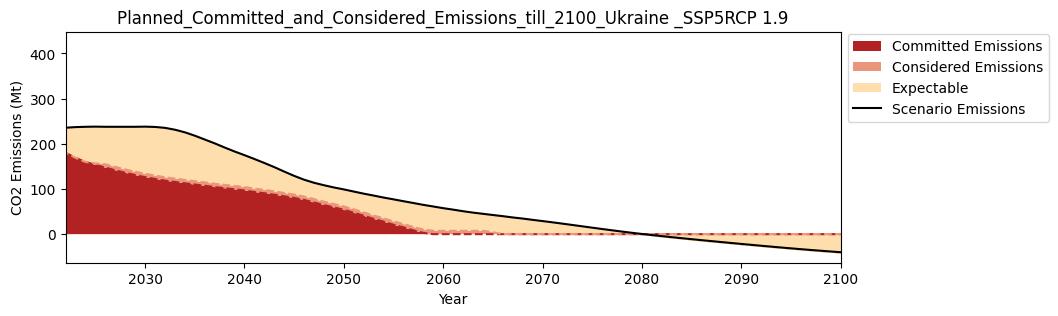 Planned_Committed_and_Considered_Emissions_till_2100_Ukraine _SSP5RCP 1.9
CO2 Emissions (Mt)
400
300
200
100
0
2030 2040 2050 2060 2070 2080 2090 2100
Year
Committed Emissions
Considered Emissions
Expectable
Scenario Emissions